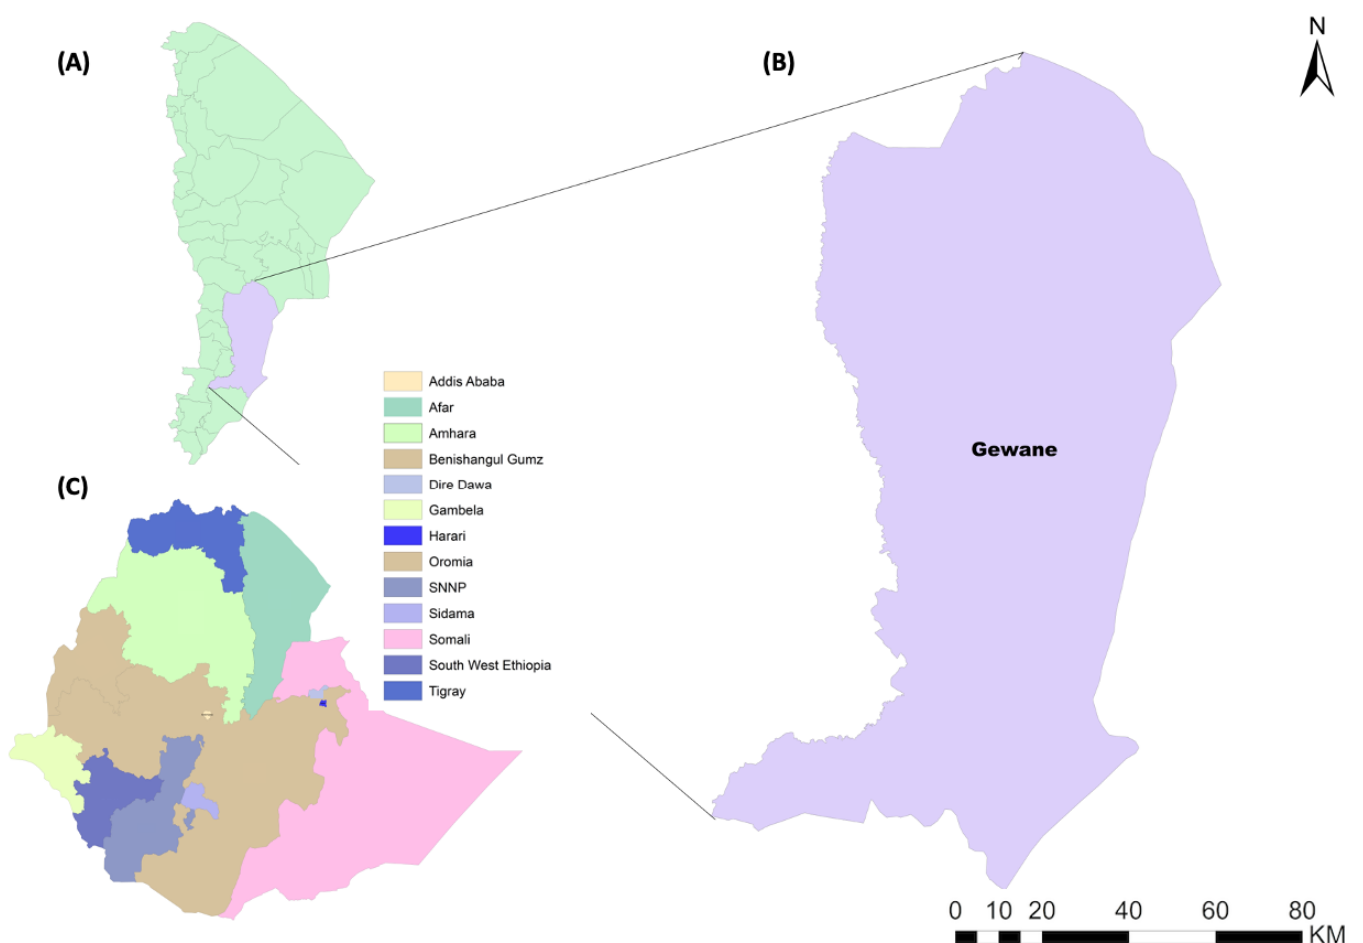 N
(A)
(B)
Addis Ababa
Afar
Amhara
Benishangul Gumz
Dire Dawa
Gambela
Harari
Oromia
SNNP
Sidama
Somali
South West Ethiopia
Tigray
Gewane
(C)
0 10 20 40 60 80
KM